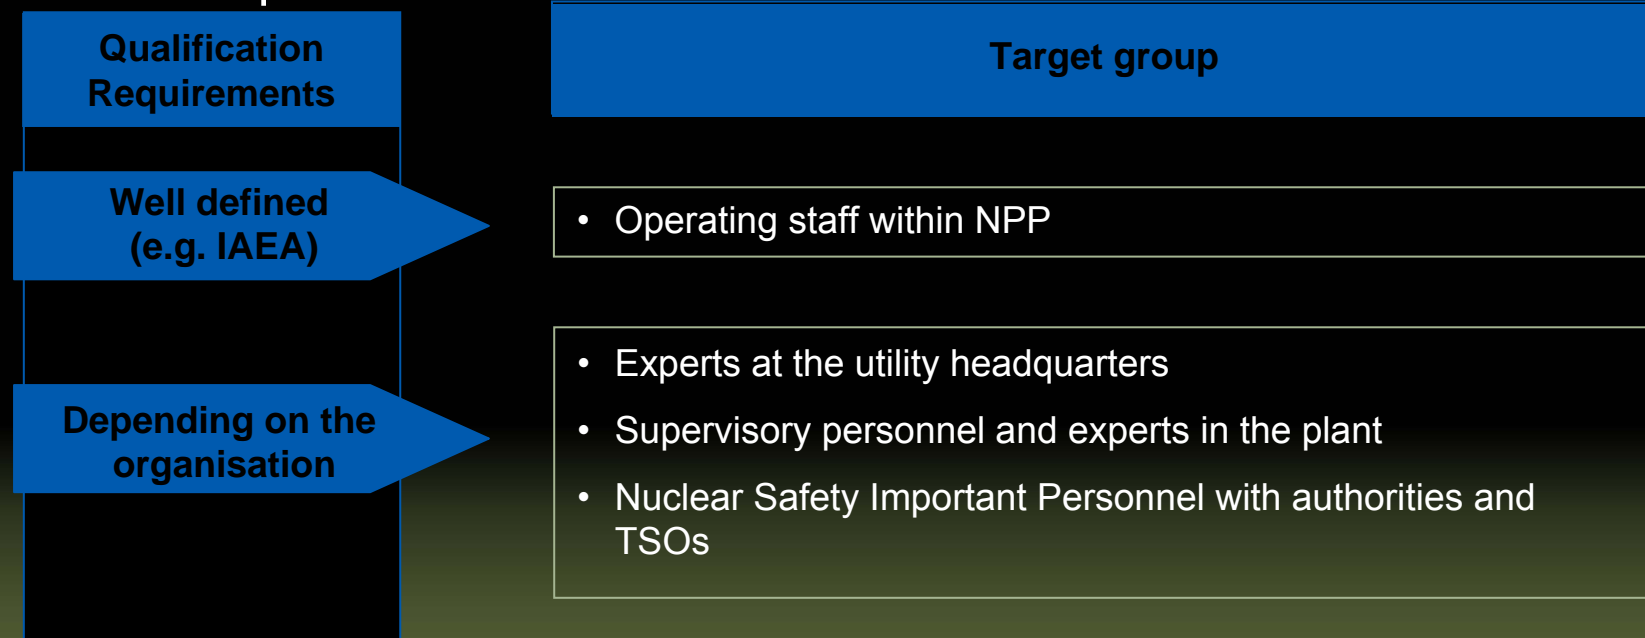 Qualification
Requirements
Target group
Well defined
(e.g. IAEA)
• Operating staff within NPP
Depending on the
organisation
• Experts at the utility headquarters
• Supervisory personnel and experts in the plant
• Nuclear Safety Important Personnel with authorities and
TSOs